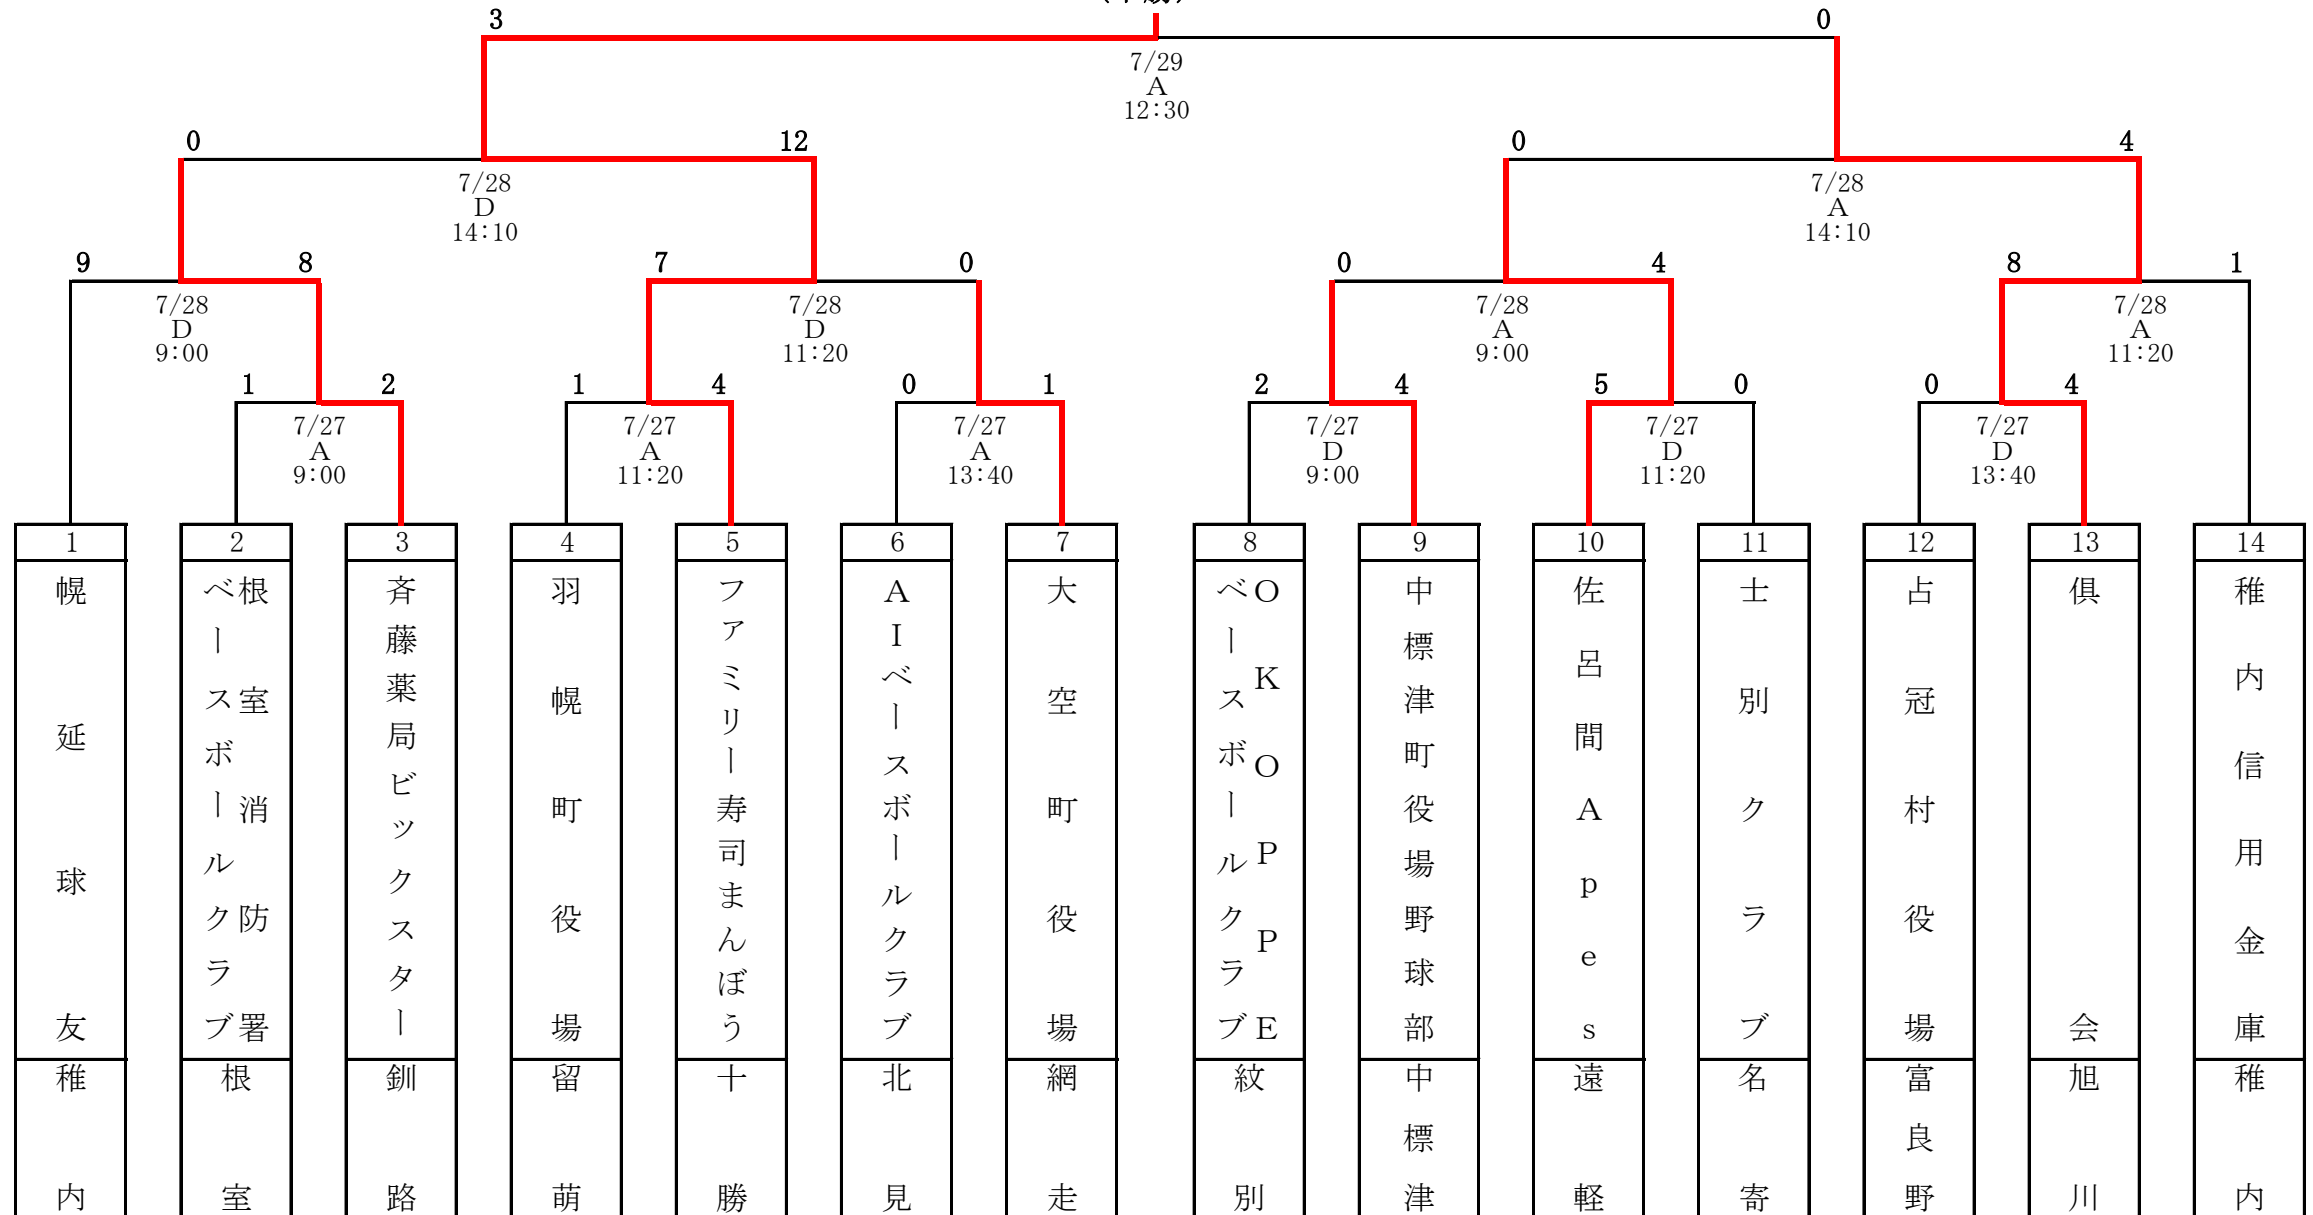 3 0
7/29
A
12:30
0 12 0 4
7/28 7/28
D A
14:10 14:10
9 8 7 0 0 4 8 1
7/28 7/28 7/28 7/28
D D A A
9:00 11:20 9:00 11:20
1 2 1 4 0 1 2 4 5 0 0 4
7/27 7/27 7/27 7/27 7/27 7/27
A A A D D D
9:00 11:20 13:40 9:00 11:20 13:40
1 2 3 4 5 6 7 8 9 10 11 12 13 14
幌延球友
根室消防署
ベースボールクラブ
斉藤薬局ビックスター
羽幌町役場
ファミリー寿司まんぼう
AIベースボールクラブ
大空町役場
OKOPPE
ベースボールクラブ
中標津町役場野球部
佐呂間Apes
士別クラブ
占冠村役場
倶会
稚内信用金庫
稚内
根室
釧路
留萌
十勝
北見
網走
紋別
中標津
遠軽
名寄
富良野
旭川
稚内